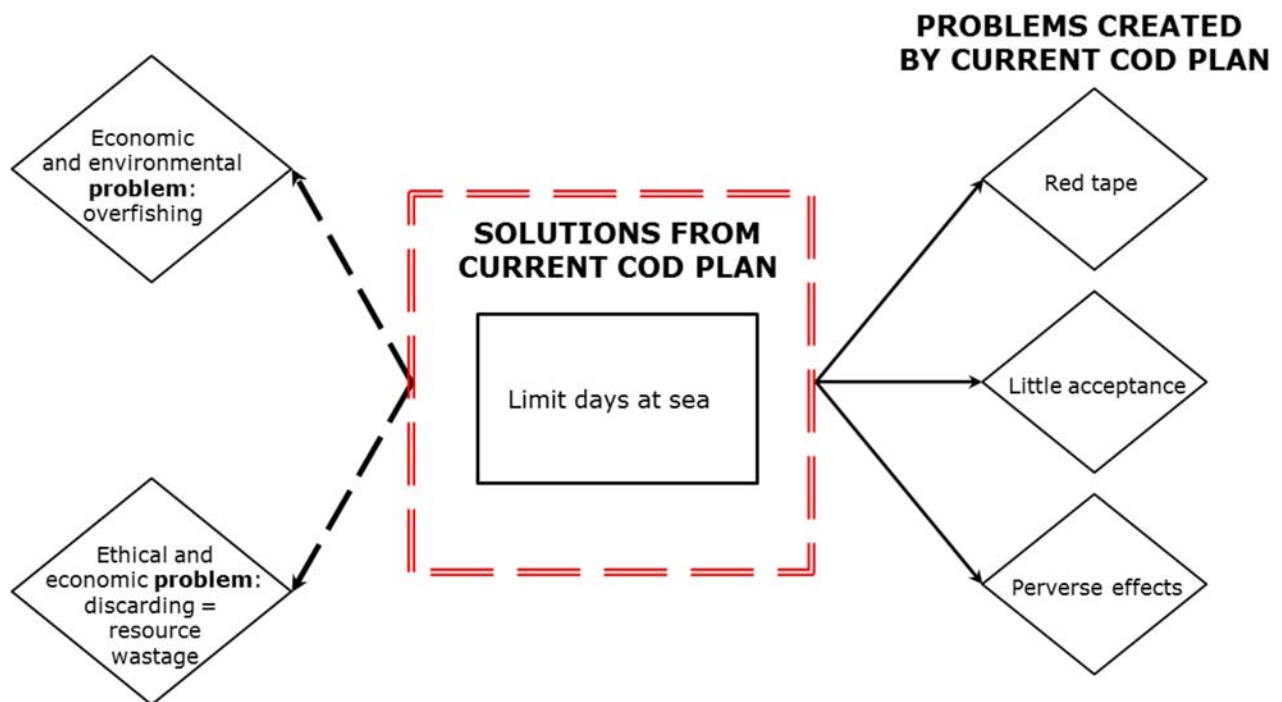 Economic
and environmental
problem:
overfishing
Ethical and
economic problem:
discarding =
resource
wastage
SOLUTIONS FROM
CURRENT COD PLAN
Limit days at sea
PROBLEMS CREATED
BY CURRENT COD PLAN
Red tape
Little acceptance
Perverse effects